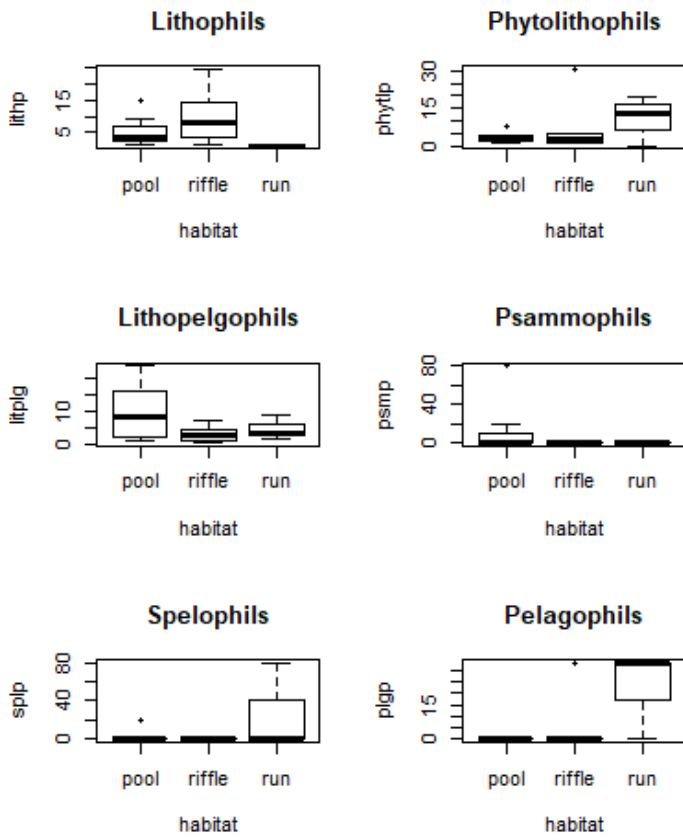 Lithophils
lithp
15
5
pool riffle run
habitat
Phytolithophils
phytlp
30
15
0
pool riffle run
habitat
Lithopelgophils
litplg
10
0
pool riffle run
habitat
Psammophils
psmp
80
40
0
pool riffle run
habitat
Spelophils
splp
80
40
0
pool riffle run
habitat
Pelagophils
plgp
15
0
pool riffle run
habitat